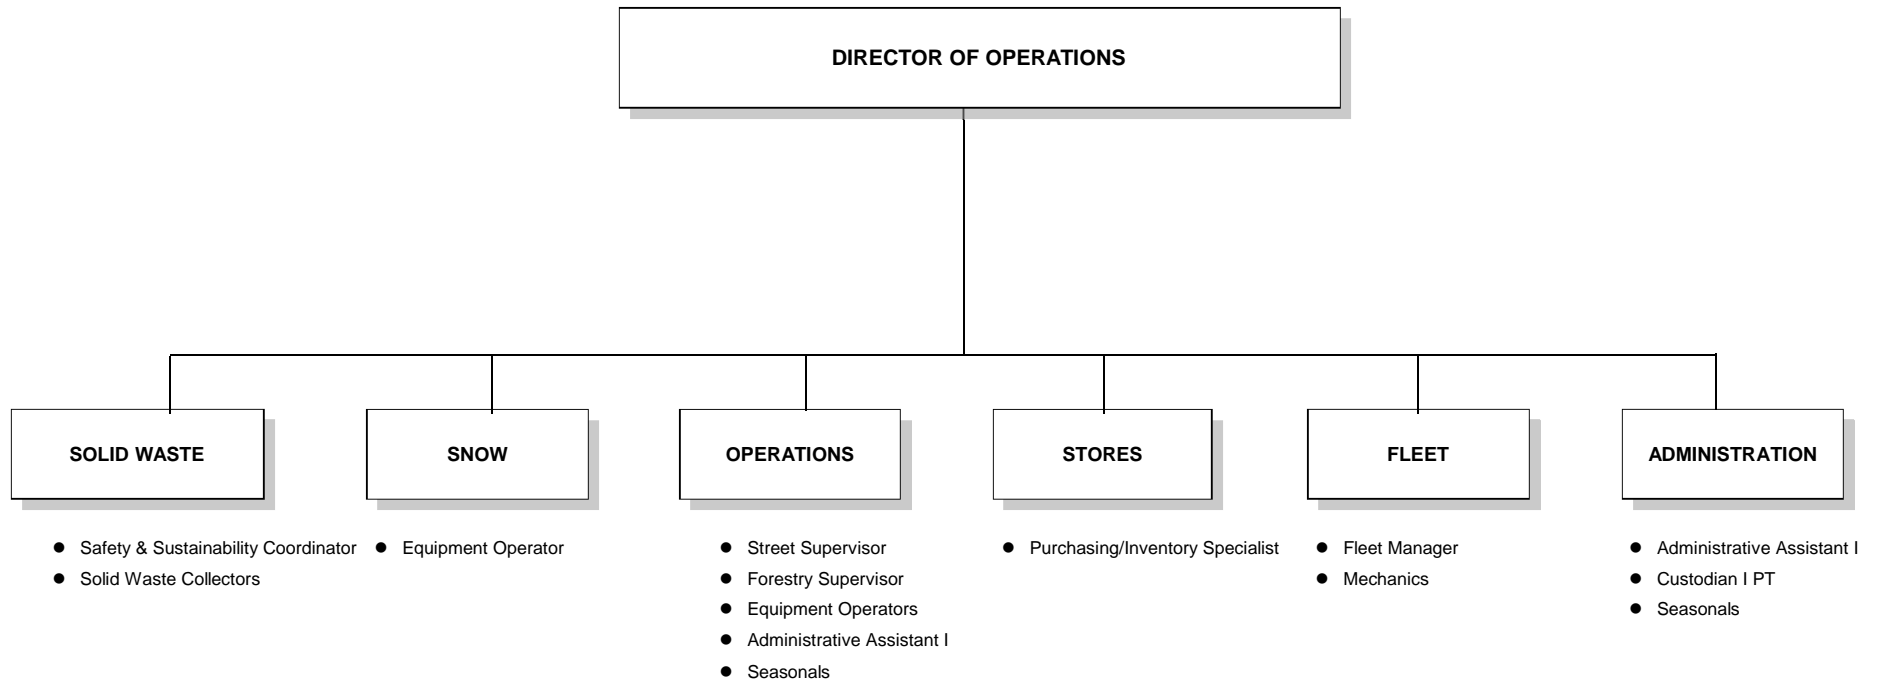 DIRECTOR OF OPERATIONS
SOLID WASTE
● Safety & Sustainability Coordinator
● Solid Waste Collectors
SNOW
● Equipment Operator
OPERATIONS
● Street Supervisor
● Forestry Supervisor
● Equipment Operators
● Administrative Assistant I
● Seasonals
STORES
● Purchasing/Inventory Specialist
FLEET
● Fleet Manager
● Mechanics
ADMINISTRATION
● Administrative Assistant I
● Custodian I PT
● Seasonals